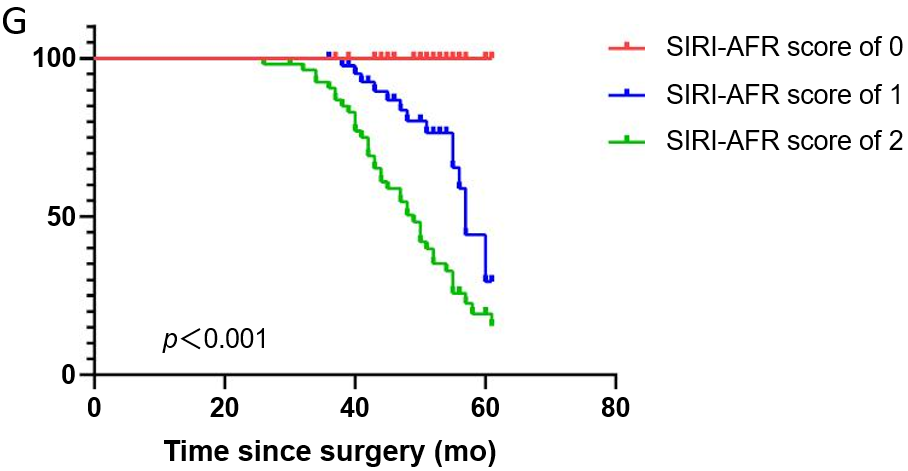 G
100
50
0
0 20 40 60 80
Time since surgery (mo)
p<0.001
SIRI-AFR score of 0
SIRI-AFR score of 1
SIRI-AFR score of 2